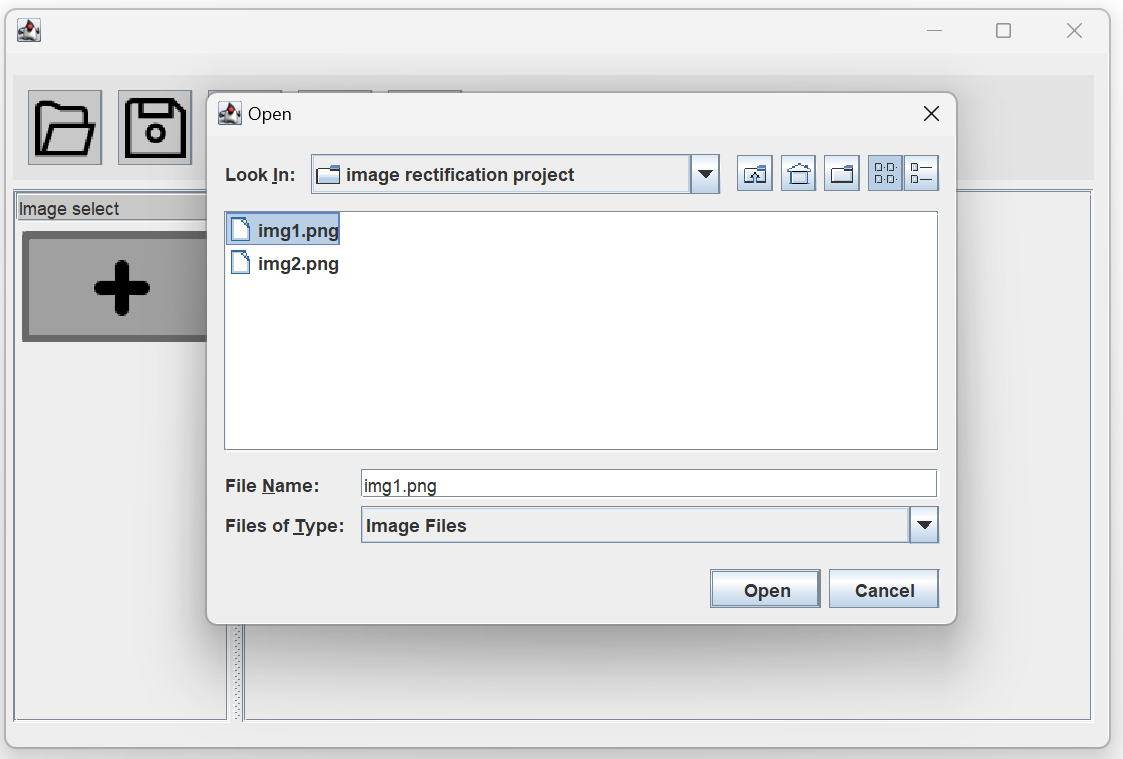 Open
Look In: image rectification project
Image select
img1.png
img2.png
File Name: img1.png
Files of Type: Image Files
Open Cancel